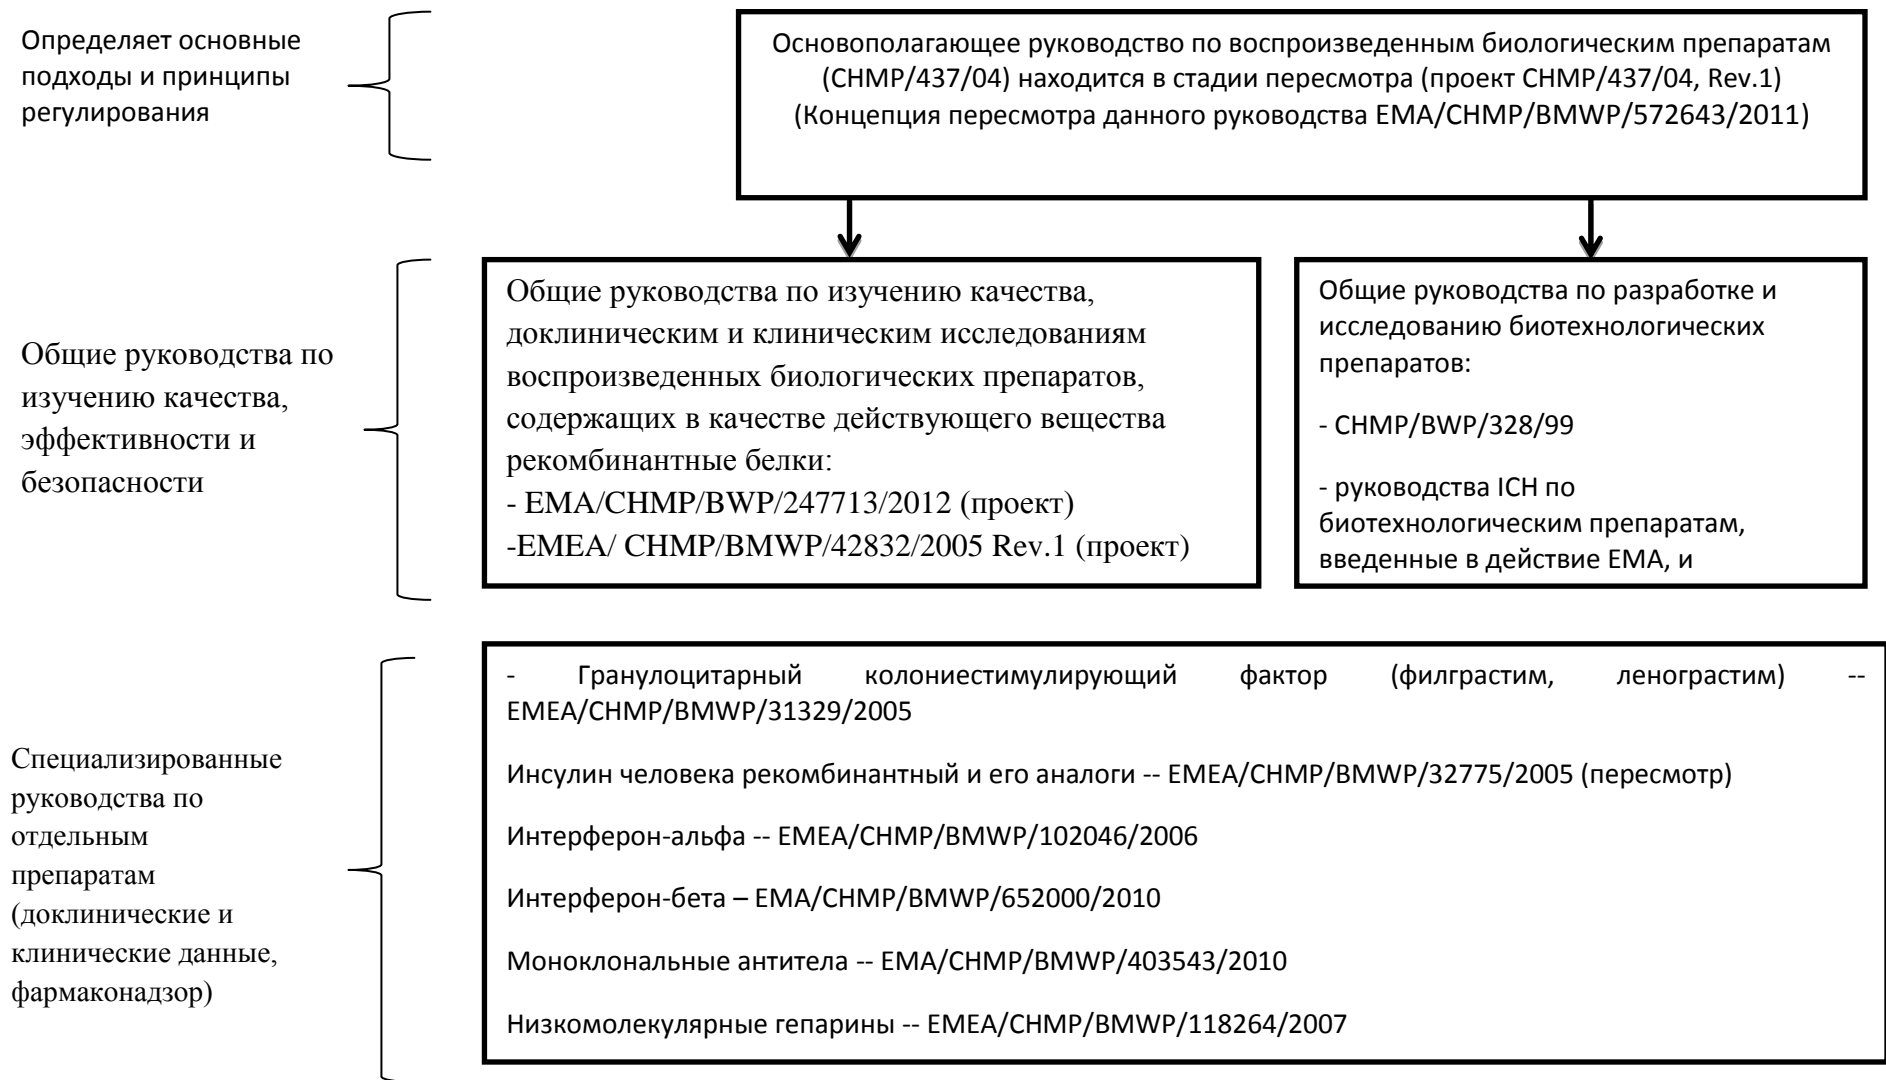 Определяет основные
подходы и принципы
регулирования
Основополагающее руководство по воспроизведенным биологическим препаратам
(CHMP/437/04) находится в стадии пересмотра (проект CHMP/437/04, Rev.1)
(Концепция пересмотра данного руководства EMA/CHMP/BMWP/572643/2011)
Общие руководства по
изучению качества,
эффективности и
безопасности
Общие руководства по изучению качества,
доклиническим и клиническим исследованиям
воспроизведенных биологических препаратов,
содержащих в качестве действующего вещества
рекомбинантные белки:
- EMA/CHMP/BWP/247713/2012 (проект)
-EMEA/ CHMP/BMWP/42832/2005 Rev.1 (проект)
Общие руководства по разработке и
исследованию биотехнологических
препаратов:
- CHMP/BWP/328/99
- руководства ICH по
биотехнологическим препаратам,
введенные в действие EMA, и
Специализированные
руководства по
отдельным
препаратам
(доклинические и
клинические данные,
фармаконадзор)
- Гранулоцитарный колониестимулирующий фактор (филграстим, ленограстим) --
EMEA/CHMP/BMWP/31329/2005
Инсулин человека рекомбинантный и его аналоги -- EMEA/CHMP/BMWP/32775/2005 (пересмотр)
Интерферон-альфа -- EMEA/CHMP/BMWP/102046/2006
Интерферон-бета – EMA/CHMP/BMWP/652000/2010
Моноклональные антитела -- EMA/CHMP/BMWP/403543/2010
Низкомолекулярные гепарины -- EMEA/CHMP/BMWP/118264/2007